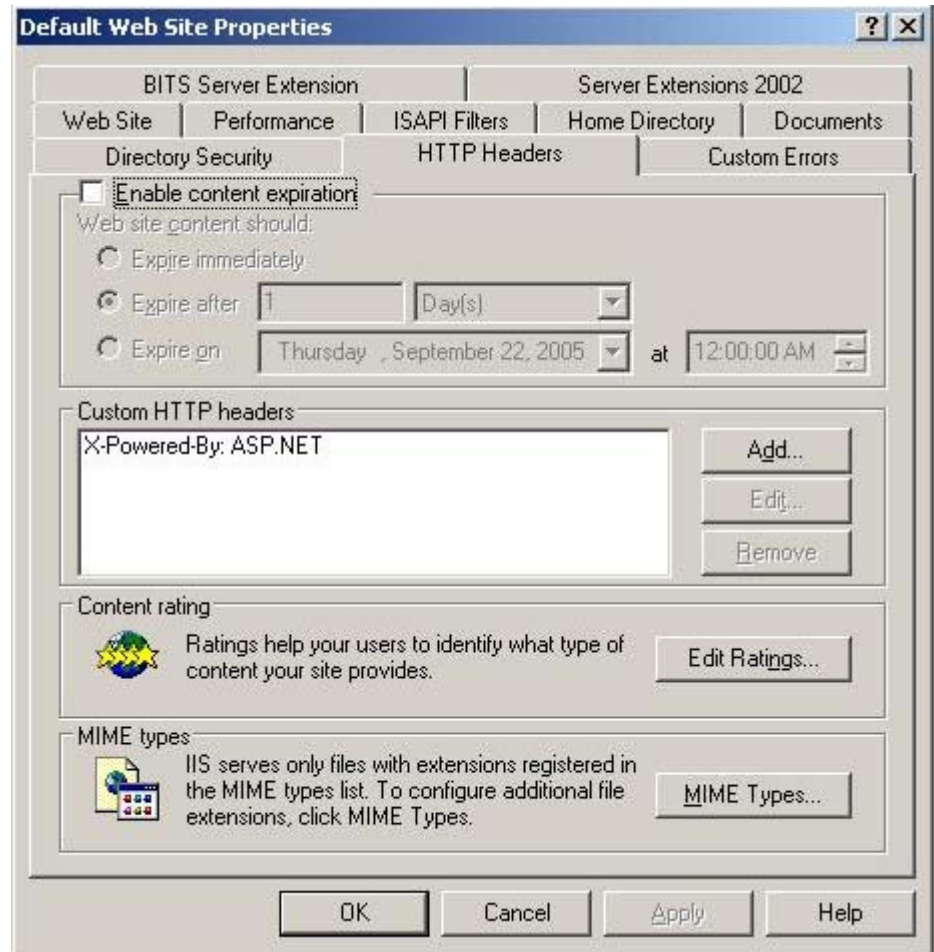 Default Web Site Properties
BITS Server Extension Server Extensions 2002
Web Site Performance ISAPI Filters Home Directory Documents
Directory Security HTTP Headers Custom Errors
Enable content expiration
Web site content should:
Expire immediately
Expire after 1 Day(s)
Expire on Thursday , September 22, 2005 at 12:00:00 AM
Custom HTTP headers
X-Powered-By: ASP.NET
Add...
Edit...
Remove
Content rating
Ratings help your users to identify what type of
content your site provides.
Edit Ratings...
MIME types
IIS serves only files with extensions registered in
the MIME types list. To configure additional file
extensions, click MIME Types.
MIME Types...
OK Cancel Apply Help